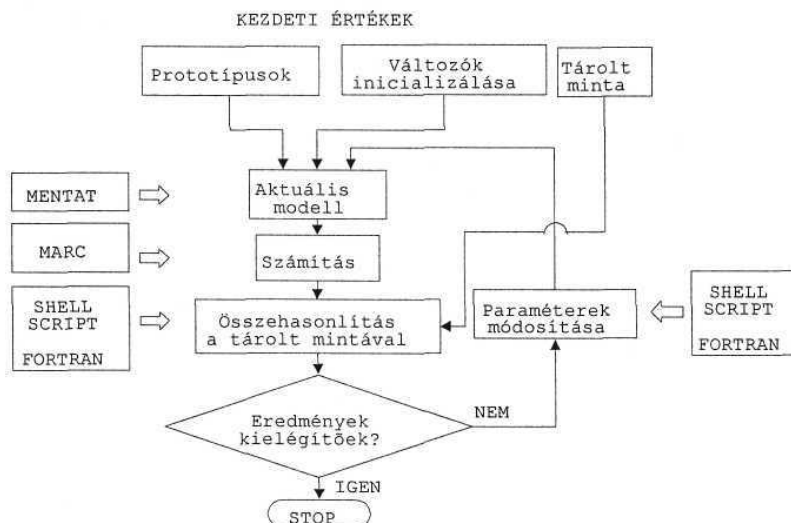 KEZDETI ÉRTÉKEK
Prototípusok
Változók
inicializálása
Tárolt
minta
MENTAT
Aktuális
modell
MARC
Számítás
SHELL
SCRIPT
FORTRAN
Összehasonlítás
a tárolt mintával
Paraméterek
módosítása
SHELL
SCRIPT
FORTRAN
Eredmények
kielégítõek?
NEM
IGEN
STOP